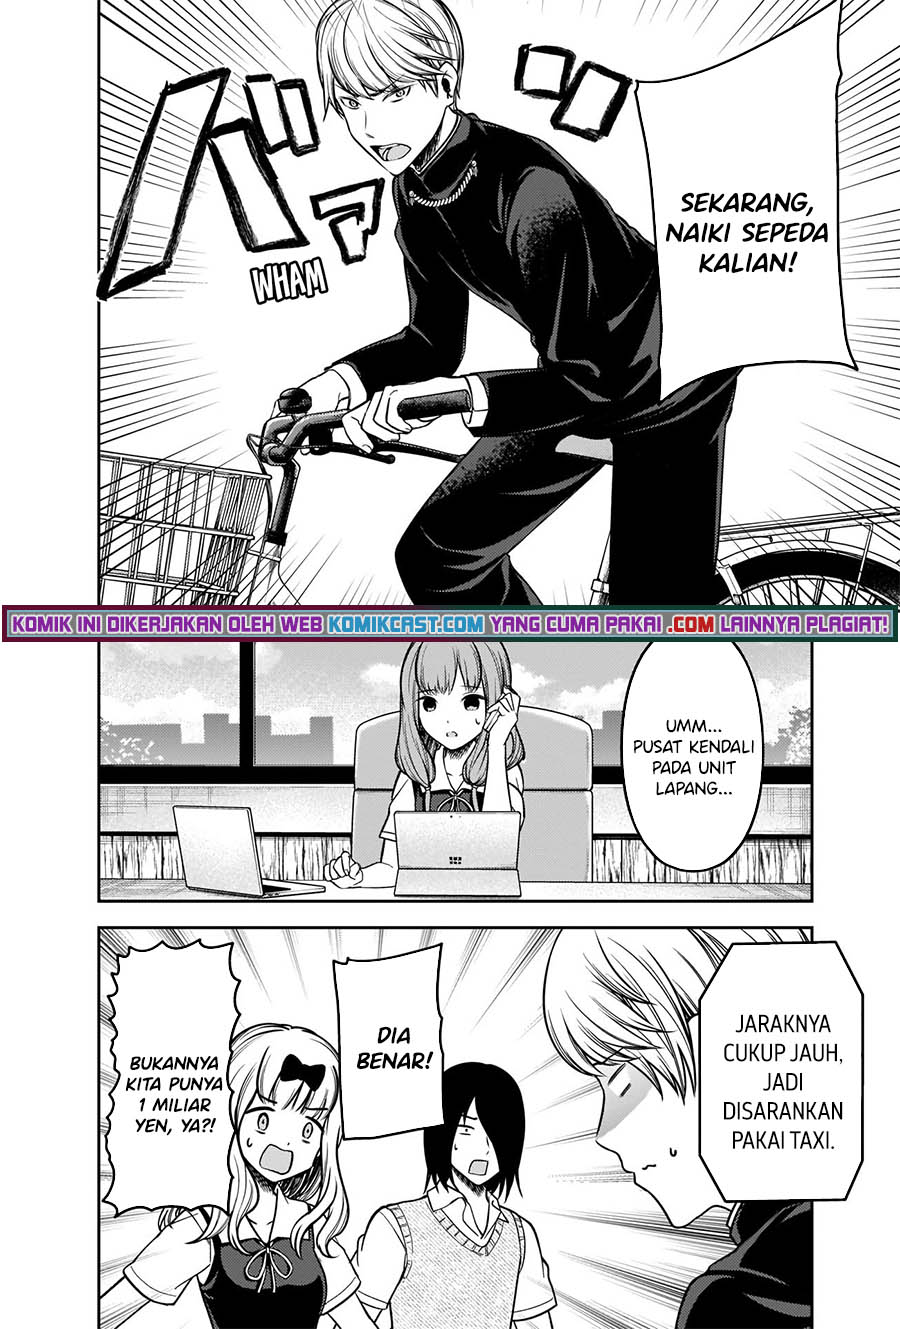 バッ
ファ
WHAM
SEKARANG,
NAIKI SEPEDA
KALIAN!
KOMIK INI DIKERJAKAN OLEH WEB KOMIKCAST.COM YANG CUMA PAKAI .COM LAINNYA PLAGIAT!
UMM...
PUSAT KENDALI
PADA UNIT
LAPANG...
JARAKNYA
CUKUP JAUH,
JADI
DISARANKAN
PAKAI TAXI.
DIA
BENAR!
BUKANNYA
KITA PUNYA
1 MILIAR
YEN, YA?!